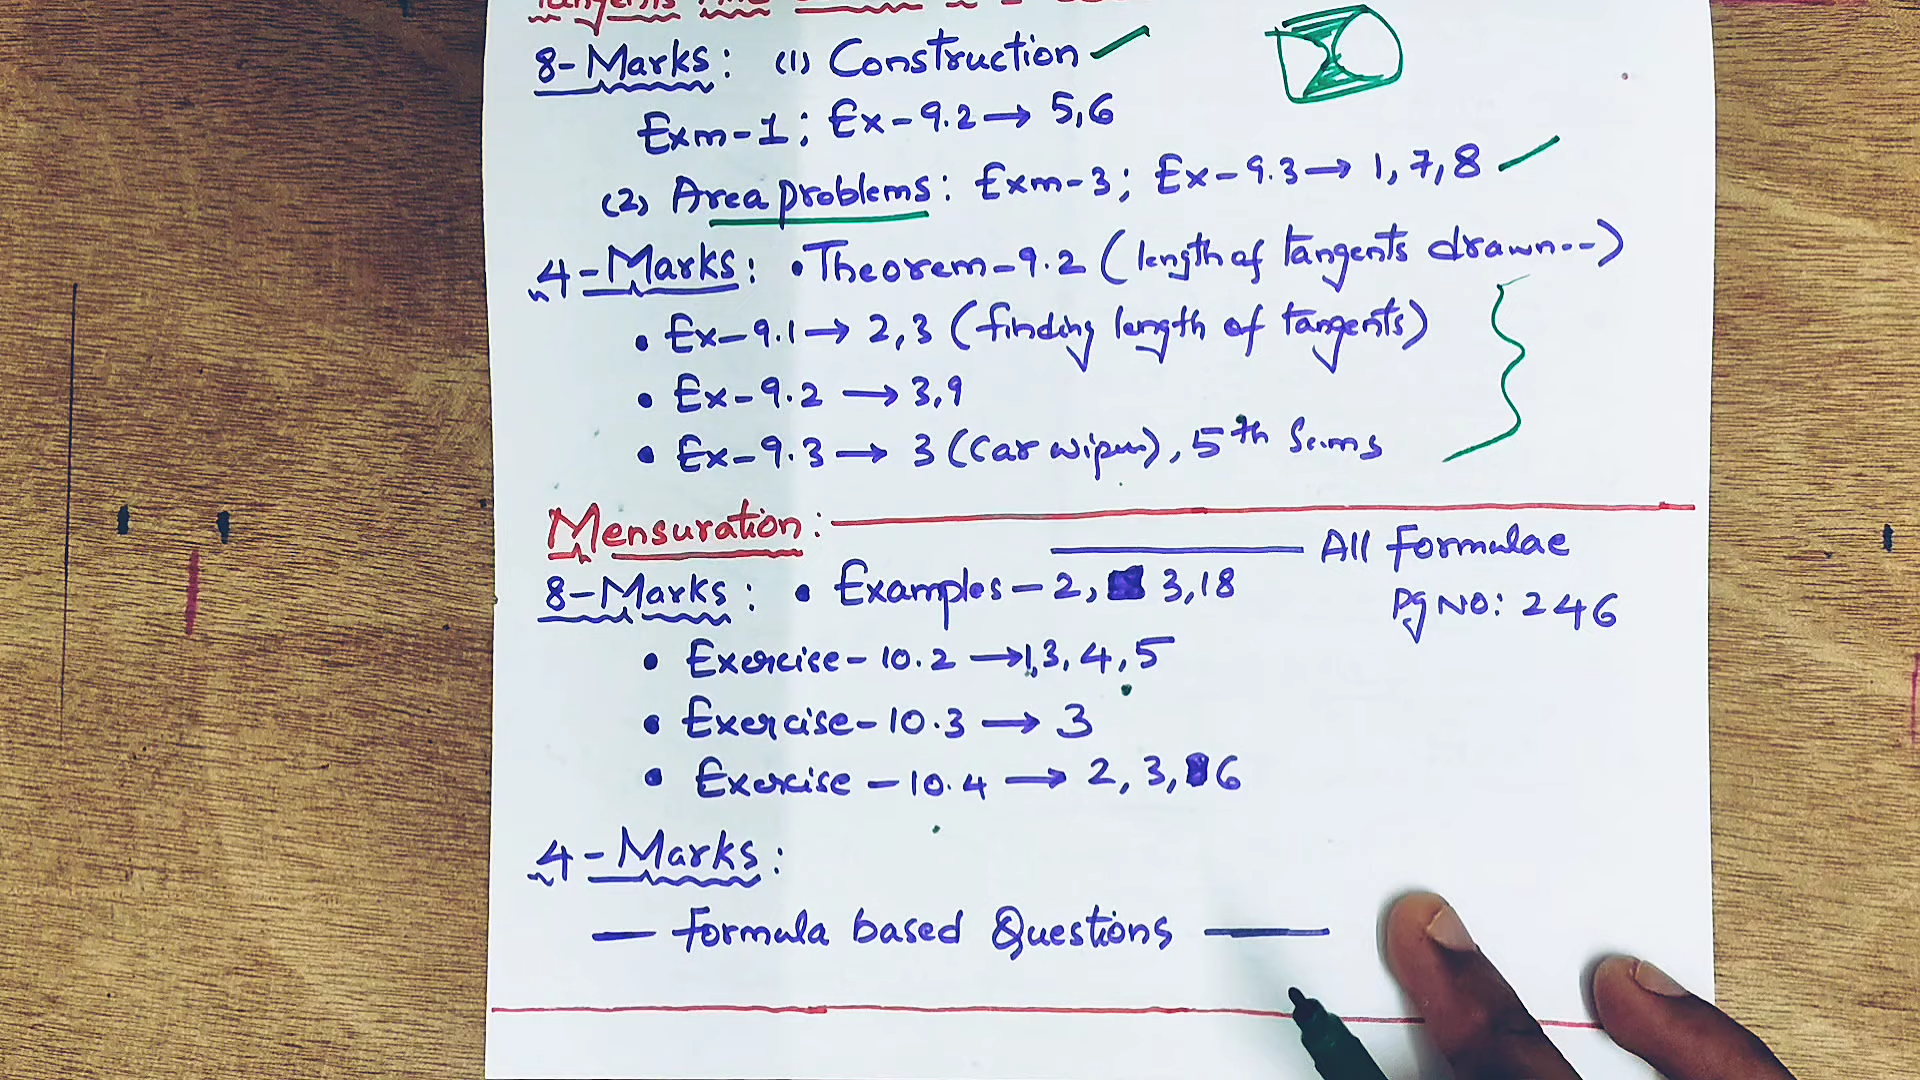 Tangents
8-Marks: (1) Construction
Exm-1; Ex-9.2→ 5,6
(2) Area problems: Exm-3; Ex-9.3→ 1,7,8
4-Marks: •Theorem-9.2 (length of tangents drawn--)
• Ex-9.1→ 2,3 (finding length of tangents)
• Ex-9.2 → 3,9
• Ex-9.3 → 3 (Car wiper), 5th Sums
Mensuration:
All formulae
8-Marks: • Examples-2, 3,18
Pg NO: 246
• Exercise-10.2 →1,3,4,5
• Exercise-10.3 → 3
• Exercise-10.4 → 2, 3, 6
4-Marks:
— formula based Questions —